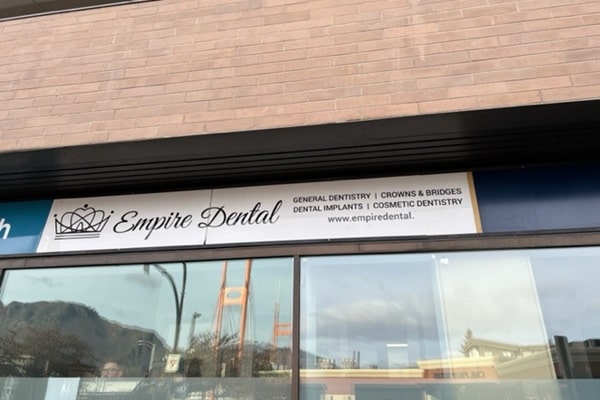 h
Empire Dental
GENERAL DENTISTRY | CROWNS & BRIDGES
DENTAL IMPLANTS | COSMETIC DENTISTRY
www.empiredental.